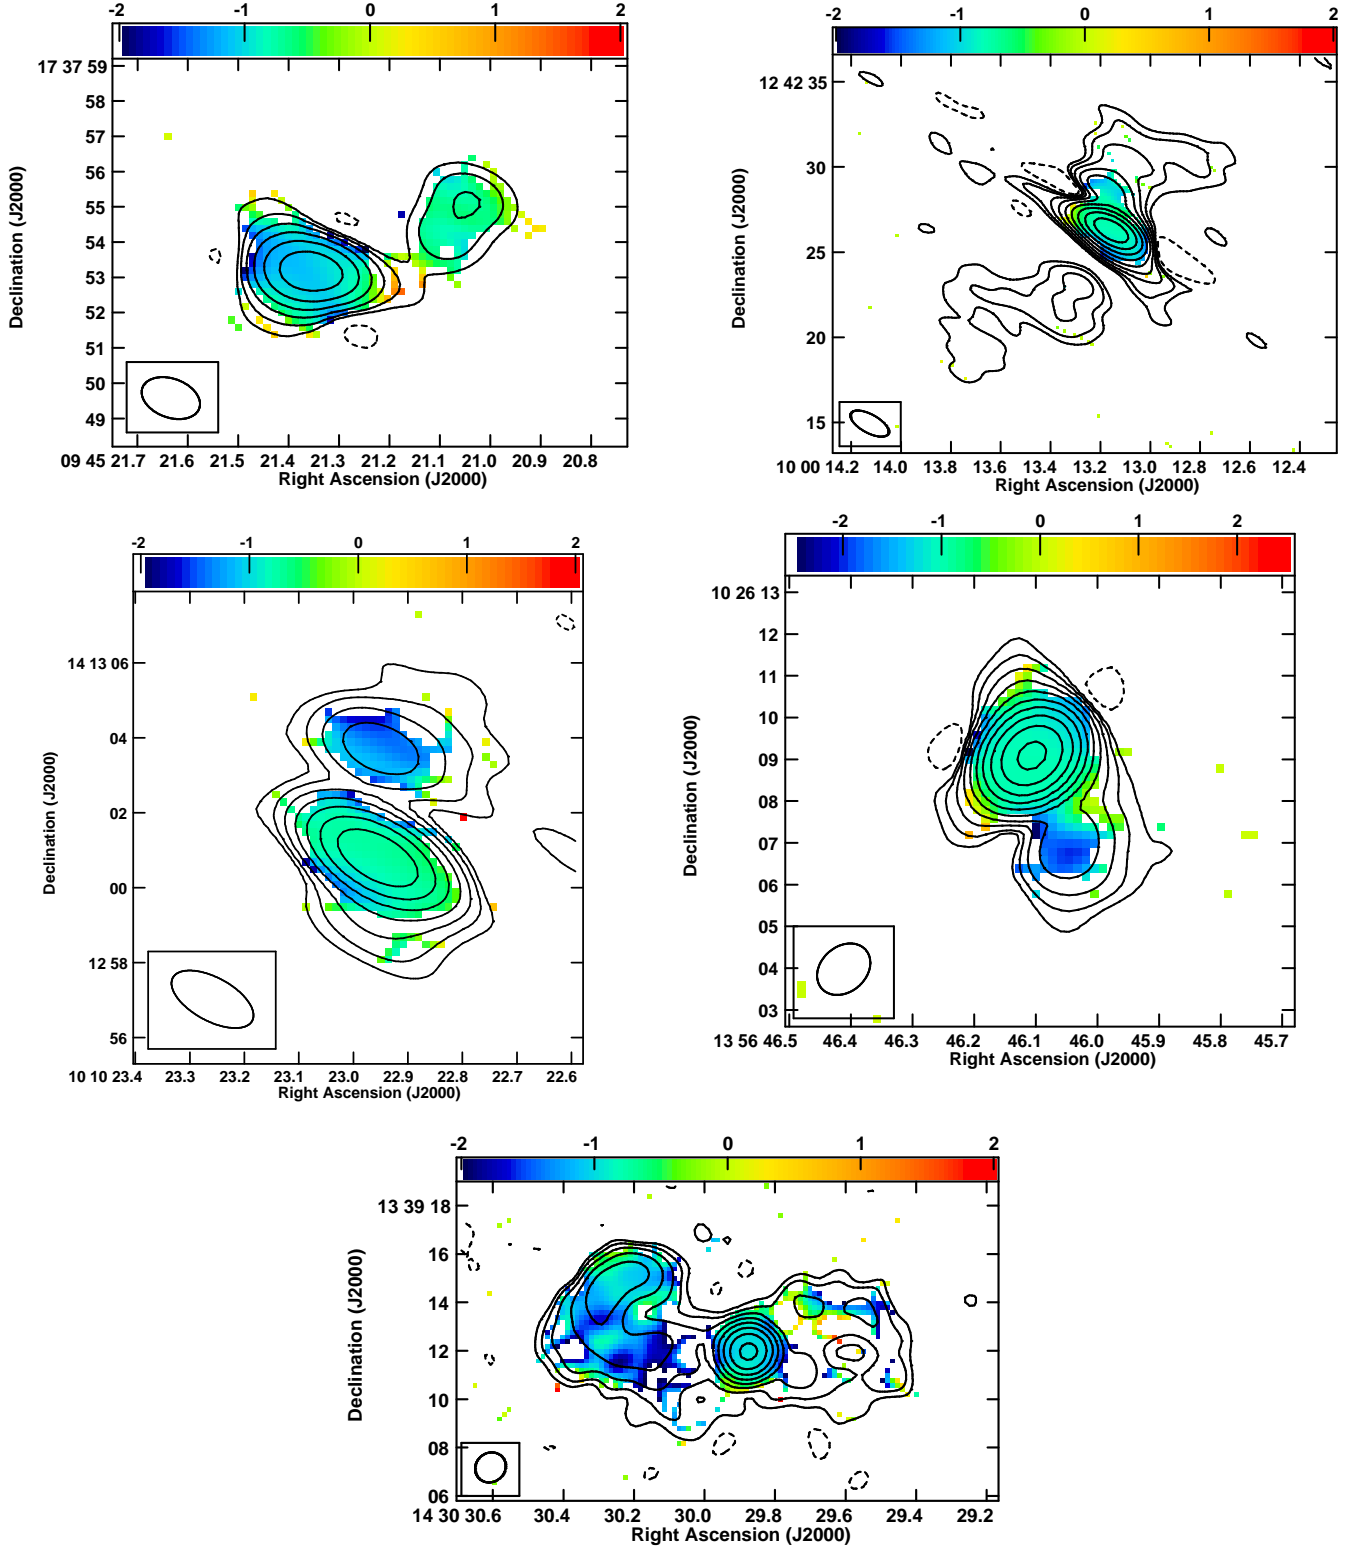 -2 -1 0 1 2
17 37 59
58
57
56
55
54
53
52
51
50
49
Declination (J2000)
09 45 21.7 21.6 21.5 21.4 21.3 21.2 21.1 21.0 20.9 20.8
Right Ascension (J2000)
-2 -1 0 1 2
12 42 35
30
25
20
15
Declination (J2000)
10 00 14.2 14.0 13.8 13.6 13.4 13.2 13.0 12.8 12.6 12.4
Right Ascension (J2000)
-2 -1 0 1 2
14 13 06
04
02
00
12 58
56
Declination (J2000)
10 10 23.4 23.3 23.2 23.1 23.0 22.9 22.8 22.7 22.6
Right Ascension (J2000)
-2 -1 0 1 2
10 26 13
12
11
10
09
08
07
06
05
04
03
Declination (J2000)
13 56 46.5 46.4 46.3 46.2 46.1 46.0 45.9 45.8 45.7
Right Ascension (J2000)
-2 -1 0 1 2
13 39 18
16
14
12
10
08
06
Declination (J2000)
14 30 30.6 30.4 30.2 30.0 29.8 29.6 29.4 29.2
Right Ascension (J2000)